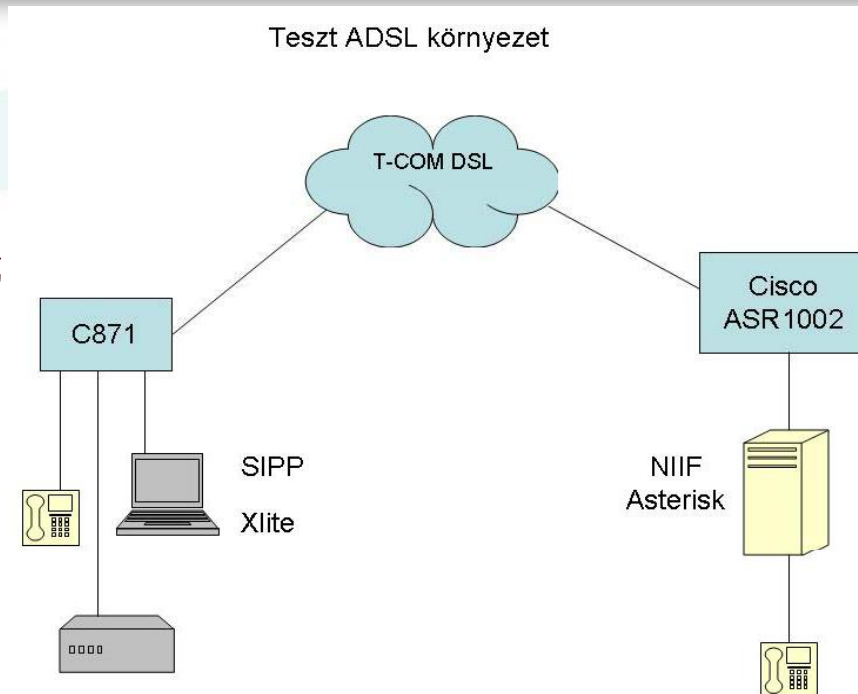 Teszt ADSL környezet
T-COM DSL
Cisco
ASR1002
C871
SIPP
Xlite
NIIF
Asterisk